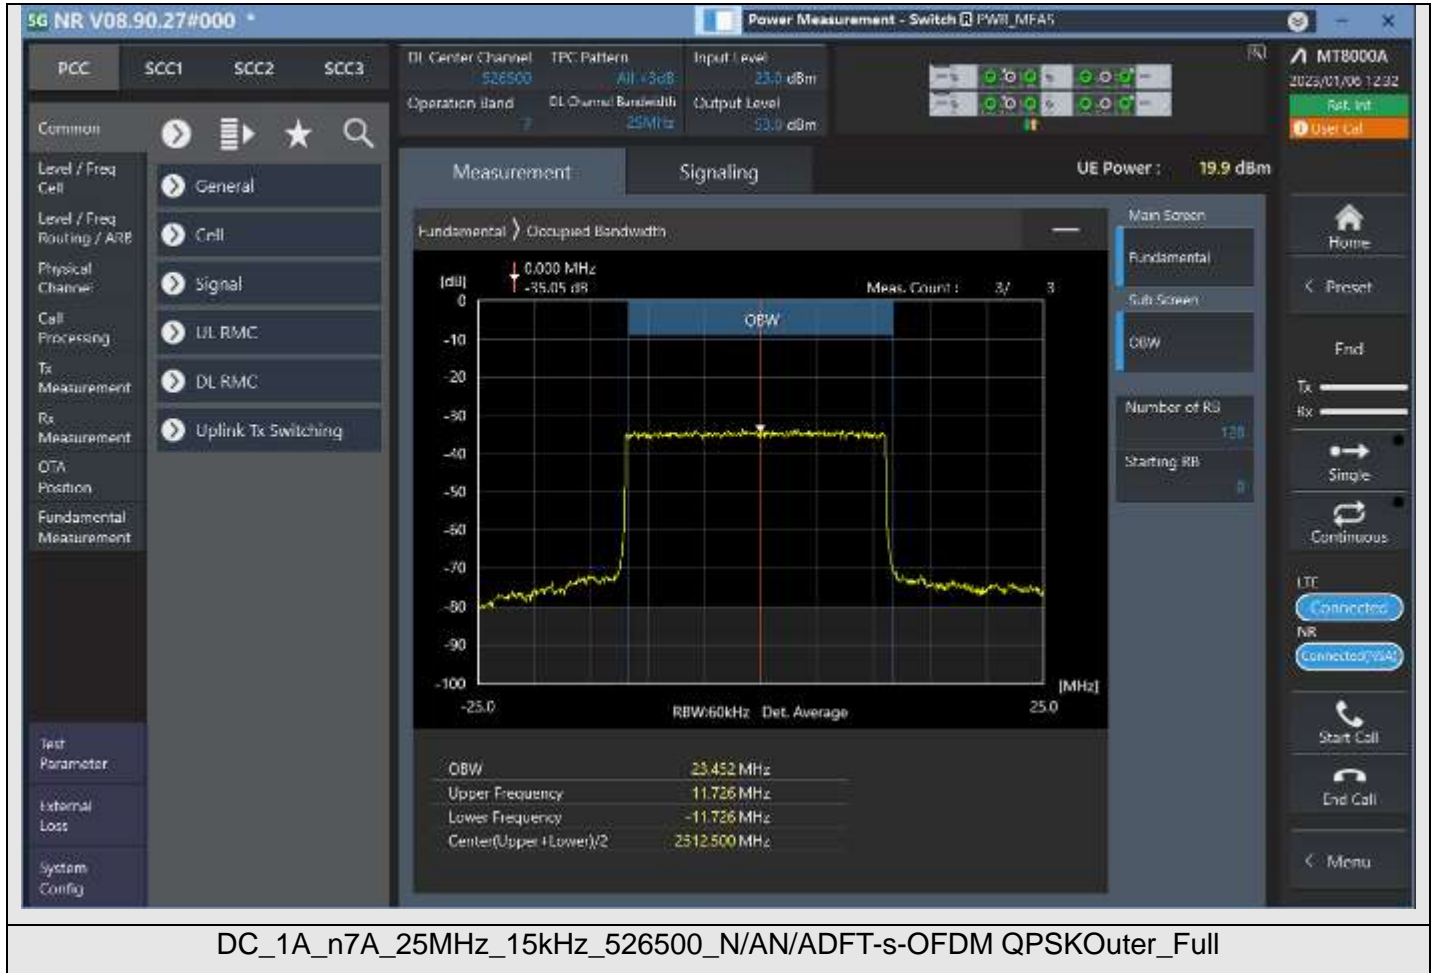 5G NR V08.90.27#000 *
Power Measurement - Switch PWR_MEAS
PCC SCC1 SCC2 SCC3
DL Center Channel 526500
TPC Pattern All +3dB
Input Level 23.0 dBm
Operation Band 7
DL Channel Bandwidth 25MHz
Output Level 53.0 dBm
MT8000A
2023/01/06 12:32
Ref. Int
User Cal
Common
Level / Freq
Cell
Level / Freq
Routing / ARB
Physical
Channel
Call
Processing
Tx
Measurement
Rx
Measurement
OTA
Position
Fundamental
Measurement
Test
Parameter
External
Loss
System
Config
General
Cell
Signal
UL RMC
DL RMC
Uplink Tx Switching
Measurement Signaling
UE Power : 19.9 dBm
Fundamental Occupied Bandwidth
[dB]
0.000 MHz
-35.05 dB
Meas. Count : 3/ 3
OBW
0
-10
-20
-30
-40
-50
-60
-70
-80
-90
-100
-25.0
25.0
[MHz]
RBW:60kHz Det. Average
OBW 23.452 MHz
Upper Frequency 11.726 MHz
Lower Frequency -11.726 MHz
Center(Upper+Lower)/2 2512.500 MHz
Main Screen
Fundamental
Sub Screen
OBW
Number of RB
128
Starting RB
0
Home
< Preset
End
Tx
Rx
Single
Continuous
LTE
Connected
NR
Connected(NSA)
Start Call
End Call
< Menu
DC_1A_n7A_25MHz_15kHz_526500_N/AN/ADFT-s-OFDM QPSKOuter_Full